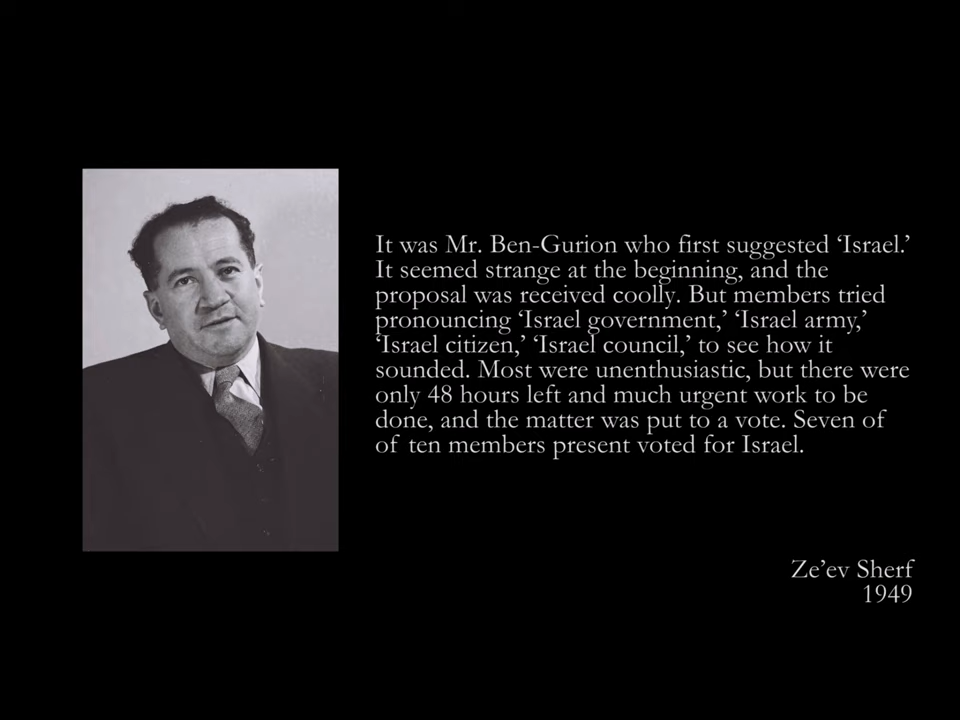 It was Mr. Ben-Gurion who first suggested ‘Israel.’
It seemed strange at the beginning, and the
proposal was received coolly. But members tried
pronouncing ‘Israel government,’ ‘Israel army,’
‘Israel citizen,’ ‘Israel council,’ to see how it
sounded. Most were unenthusiastic, but there were
only 48 hours left and much urgent work to be
done, and the matter was put to a vote. Seven of
of ten members present voted for Israel.
Ze’ev Sherf
1949